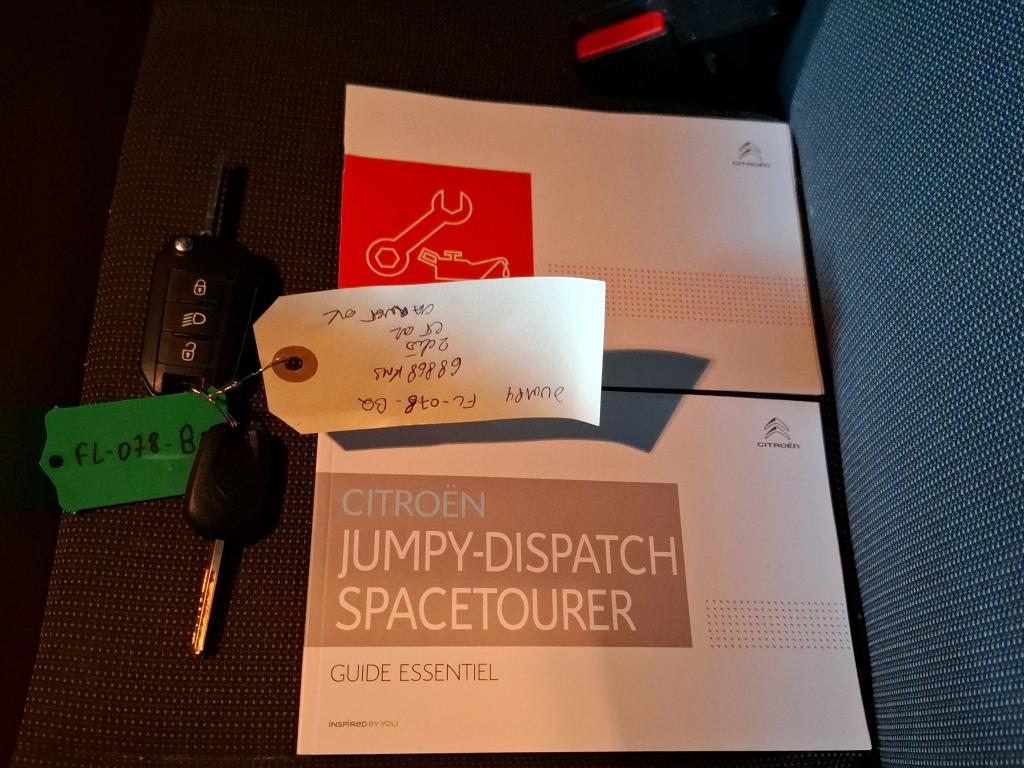 CITROËN
JUMPY FL-078-BQ
68868 KMS
2 clés
CT OK
CARNET OK
FL-078-B
CITROËN
CITROËN
JUMPY-DISPATCH
SPACETOURER
GUIDE ESSENTIEL
INSPIRED BY YOU